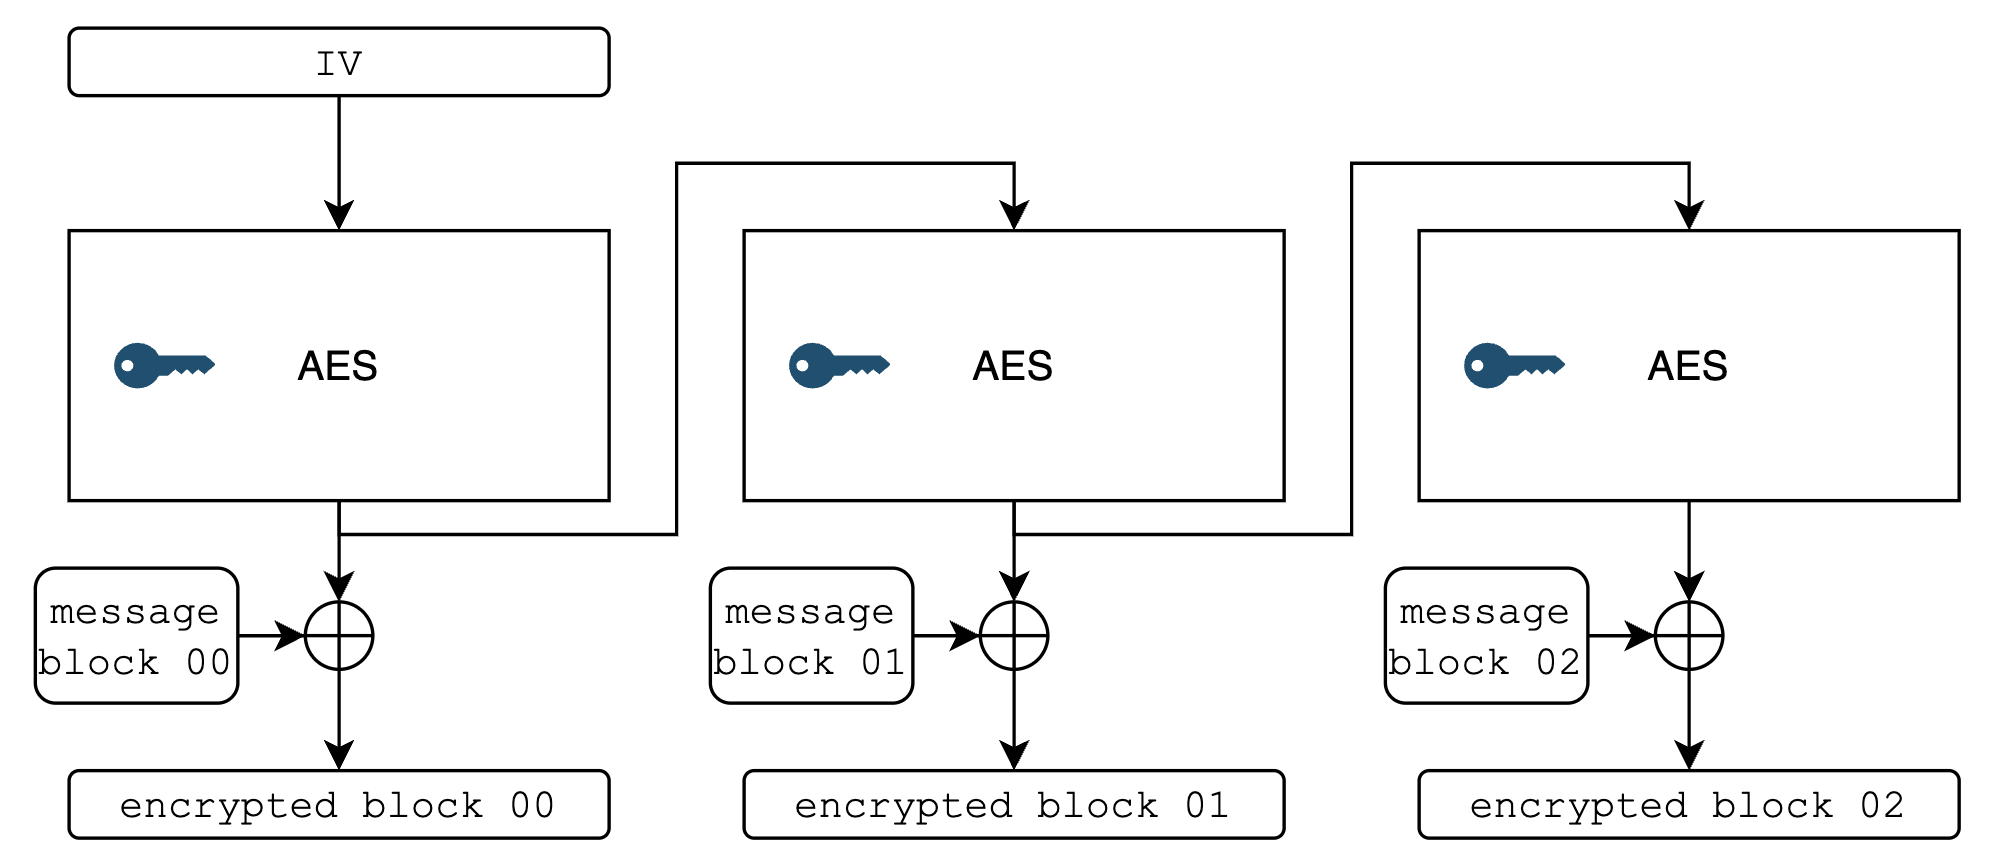 IV
AES
AES
AES
message
block 00
message
block 01
message
block 02
encrypted block 00
encrypted block 01
encrypted block 02